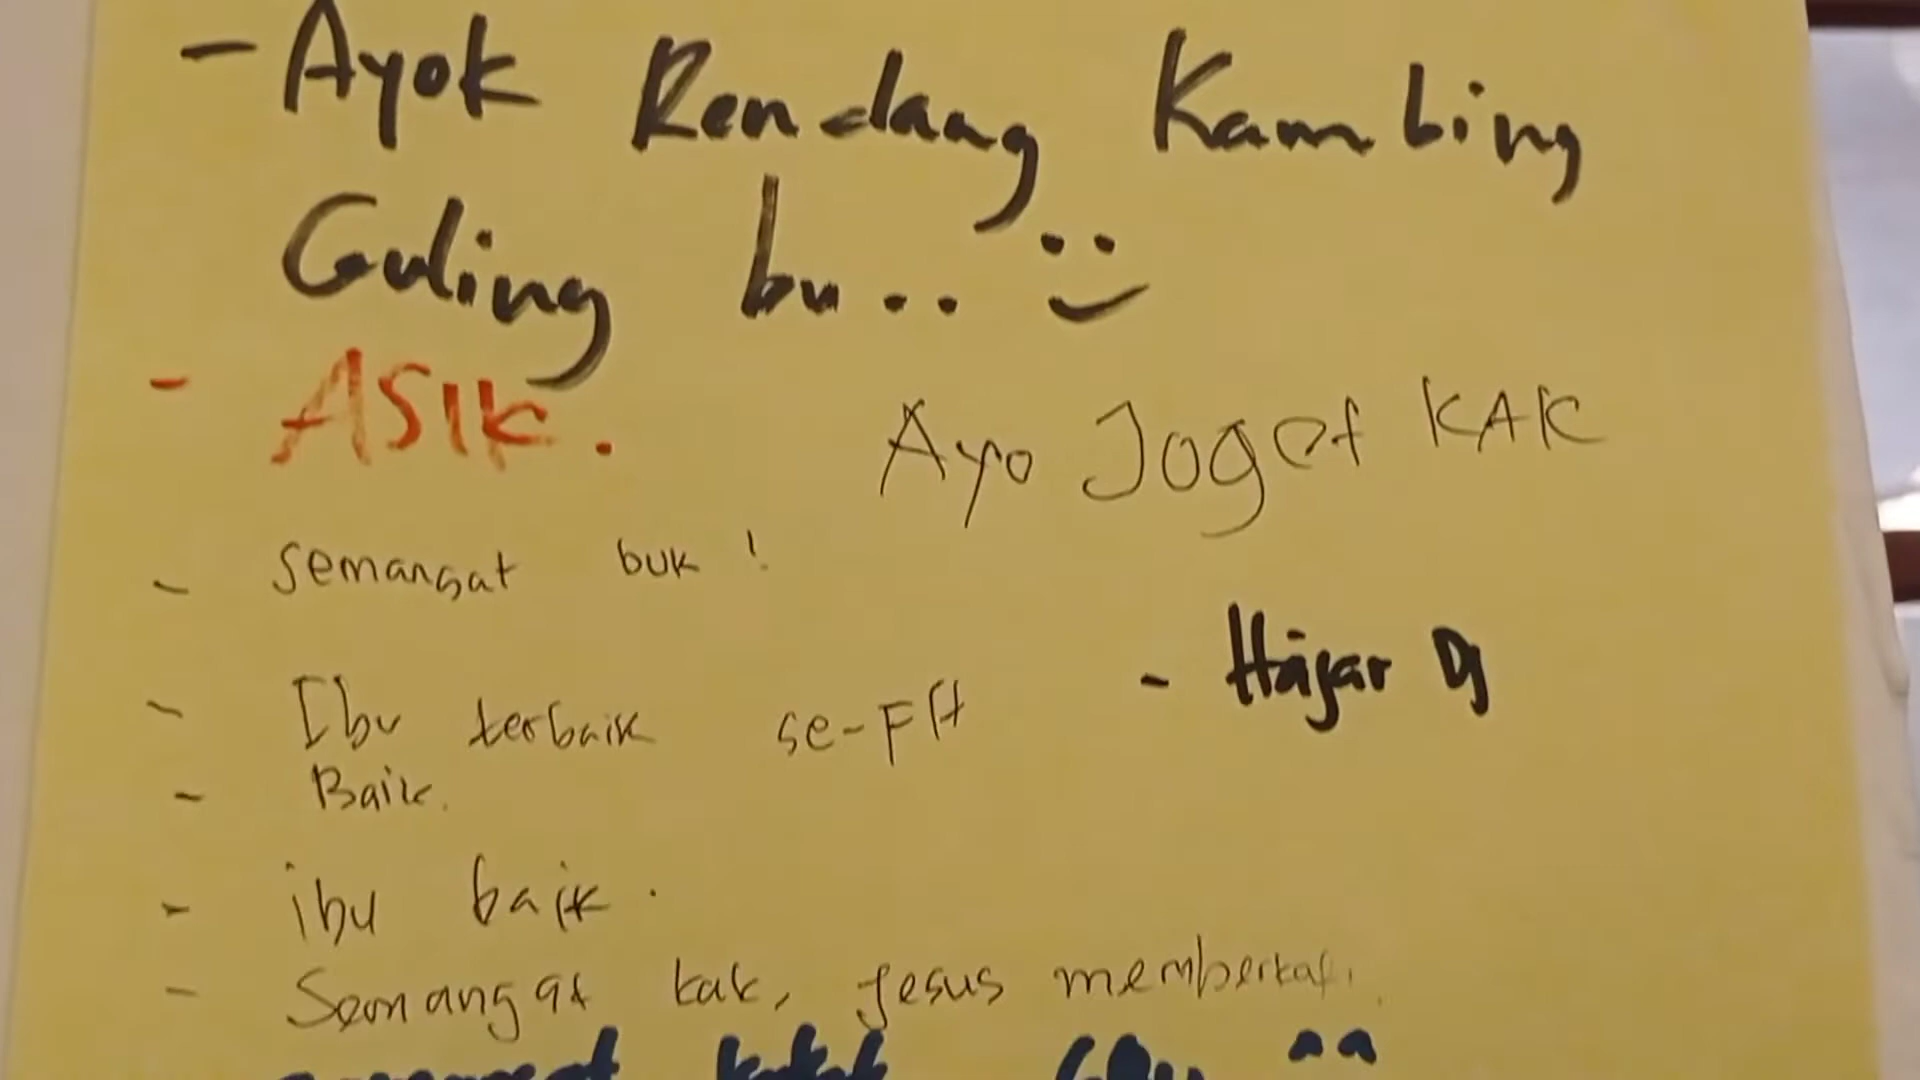 - Ayok Rendang Kambing
Guling bu.. :)
- ASIK.
Ayo Joget KAK
- semangat buk !
- Hajar Dj
- Ibu terbaik se-FH
- Baik.
- ibu baik.
- Semangat kak, Jesus memberkati.